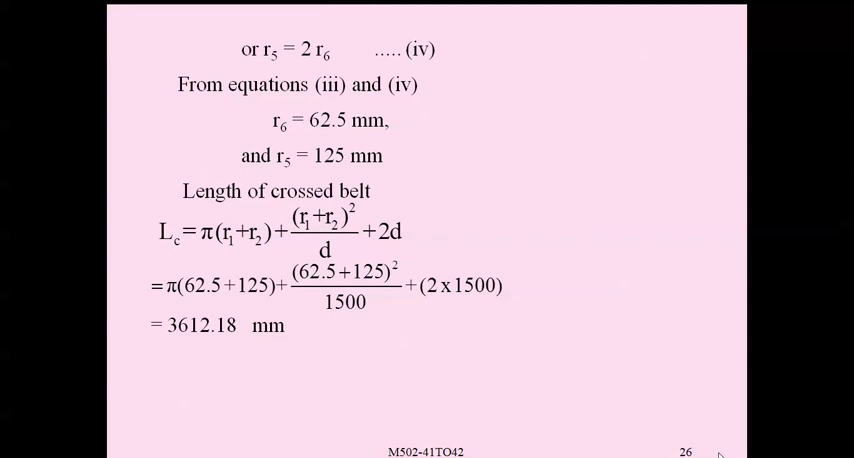 or r₅ = 2 r₆ ..... (iv)
From equations (iii) and (iv)
r₆ = 62.5 mm,
and r₅ = 125 mm
Length of crossed belt
L_c = π(r₁+r₂)+ (r₁+r₂)²/d +2d
= π(62.5+125)+ (62.5+125)²/1500 +(2 x 1500)
= 3612.18 mm
M502-41TO42 26